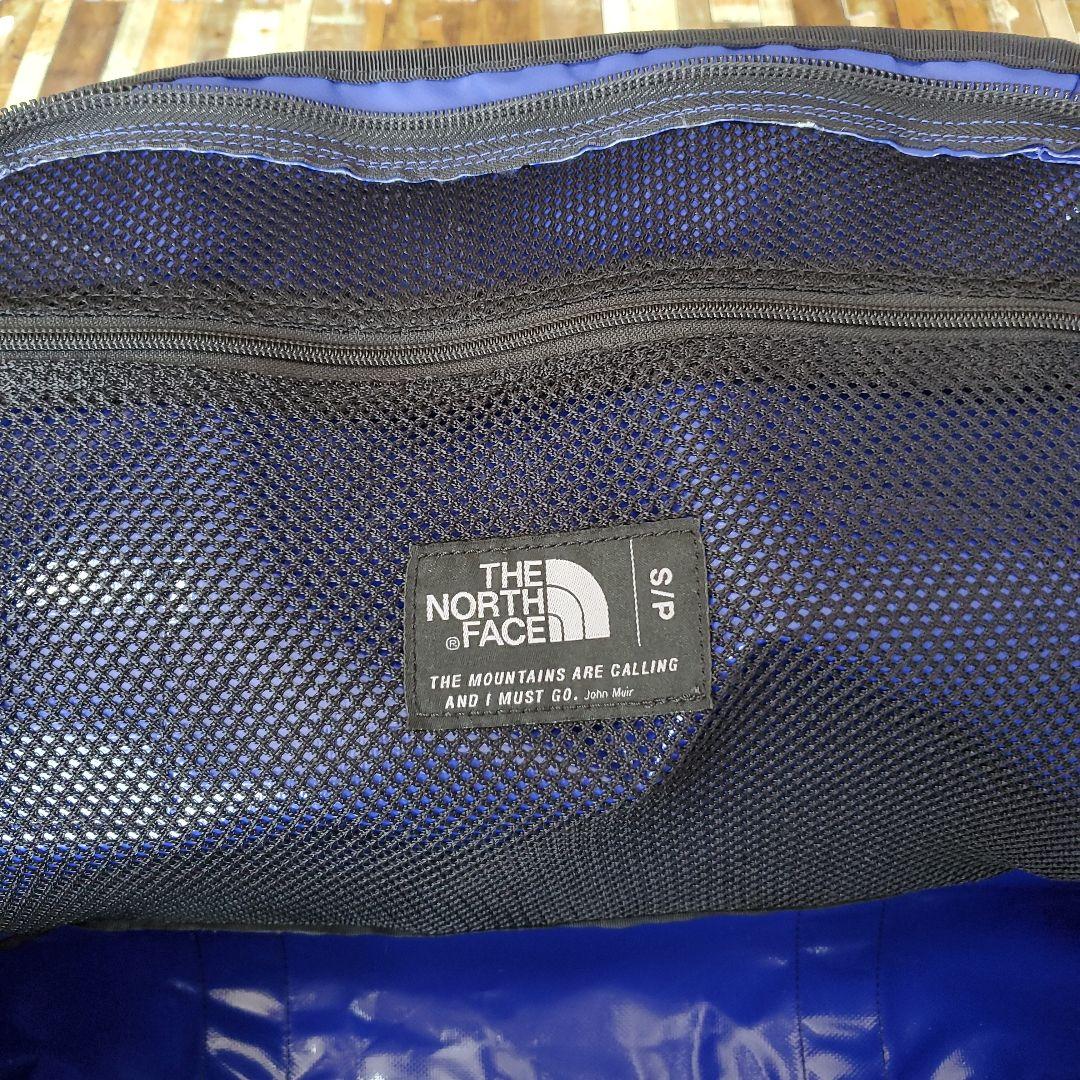 THE
NORTH
® FACE
S/P
THE MOUNTAINS ARE CALLING
AND I MUST GO. John Muir